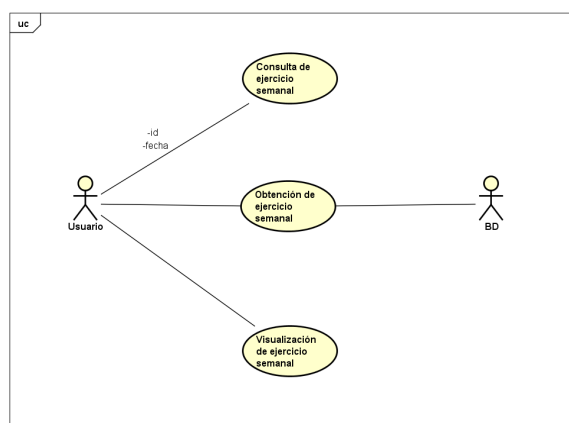 uc
Consulta de
ejercicio
semanal
-id
-fecha
Usuario
Obtención de
ejercicio
semanal
BD
Visualización
de ejercicio
semanal